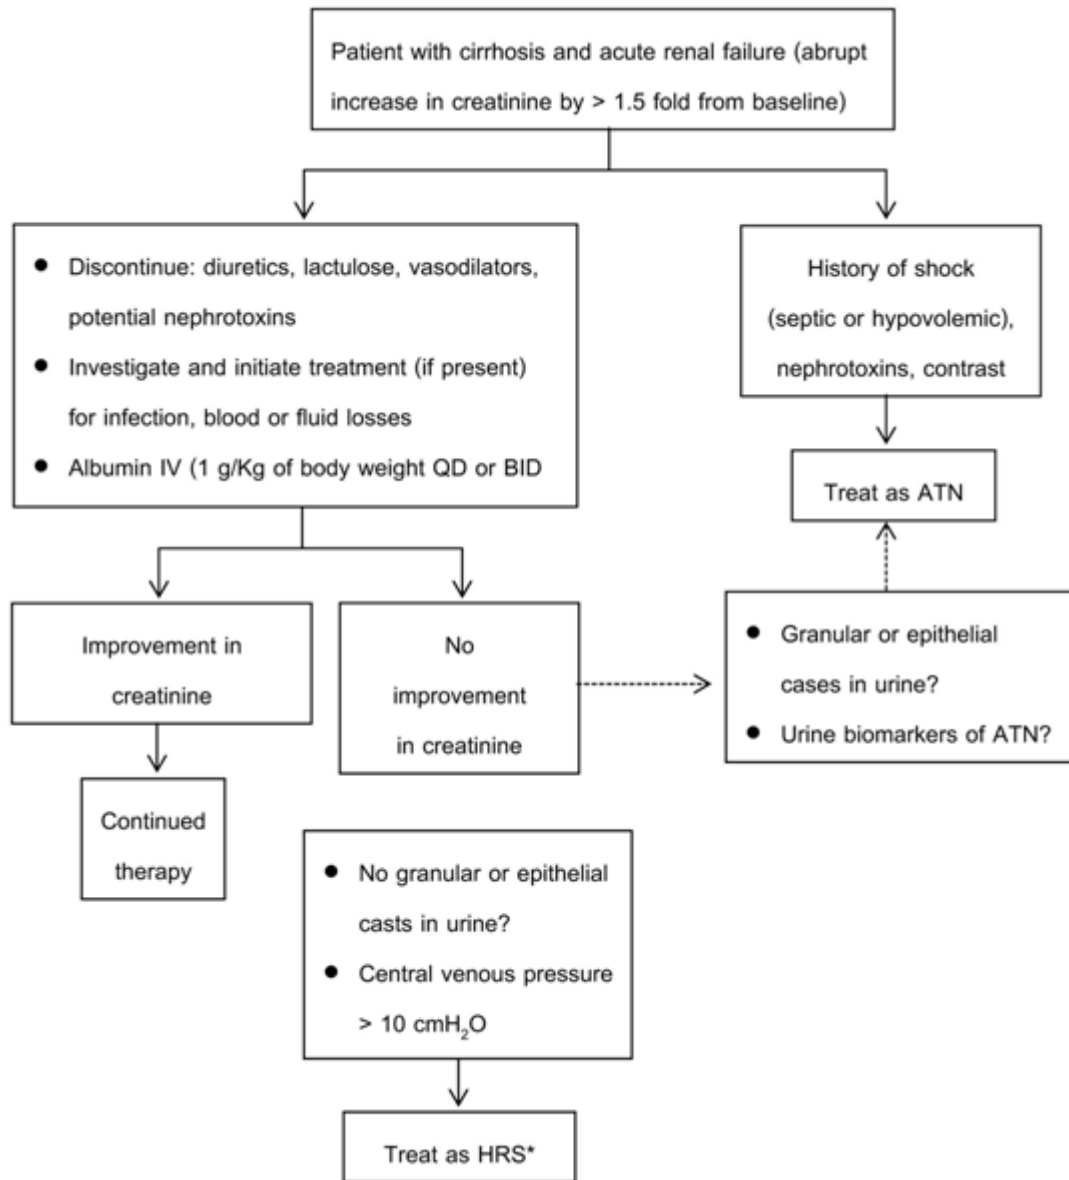 Patient with cirrhosis and acute renal failure (abrupt
increase in creatinine by > 1.5 fold from baseline)
● Discontinue: diuretics, lactulose, vasodilators,
potential nephrotoxins
● Investigate and initiate treatment (if present)
for infection, blood or fluid losses
● Albumin IV (1 g/Kg of body weight QD or BID
History of shock
(septic or hypovolemic),
nephrotoxins, contrast
Treat as ATN
Improvement in
creatinine
No
improvement
in creatinine
● Granular or epithelial
cases in urine?
● Urine biomarkers of ATN?
Continued
therapy
● No granular or epithelial
casts in urine?
● Central venous pressure
> 10 cmH₂O
Treat as HRS*